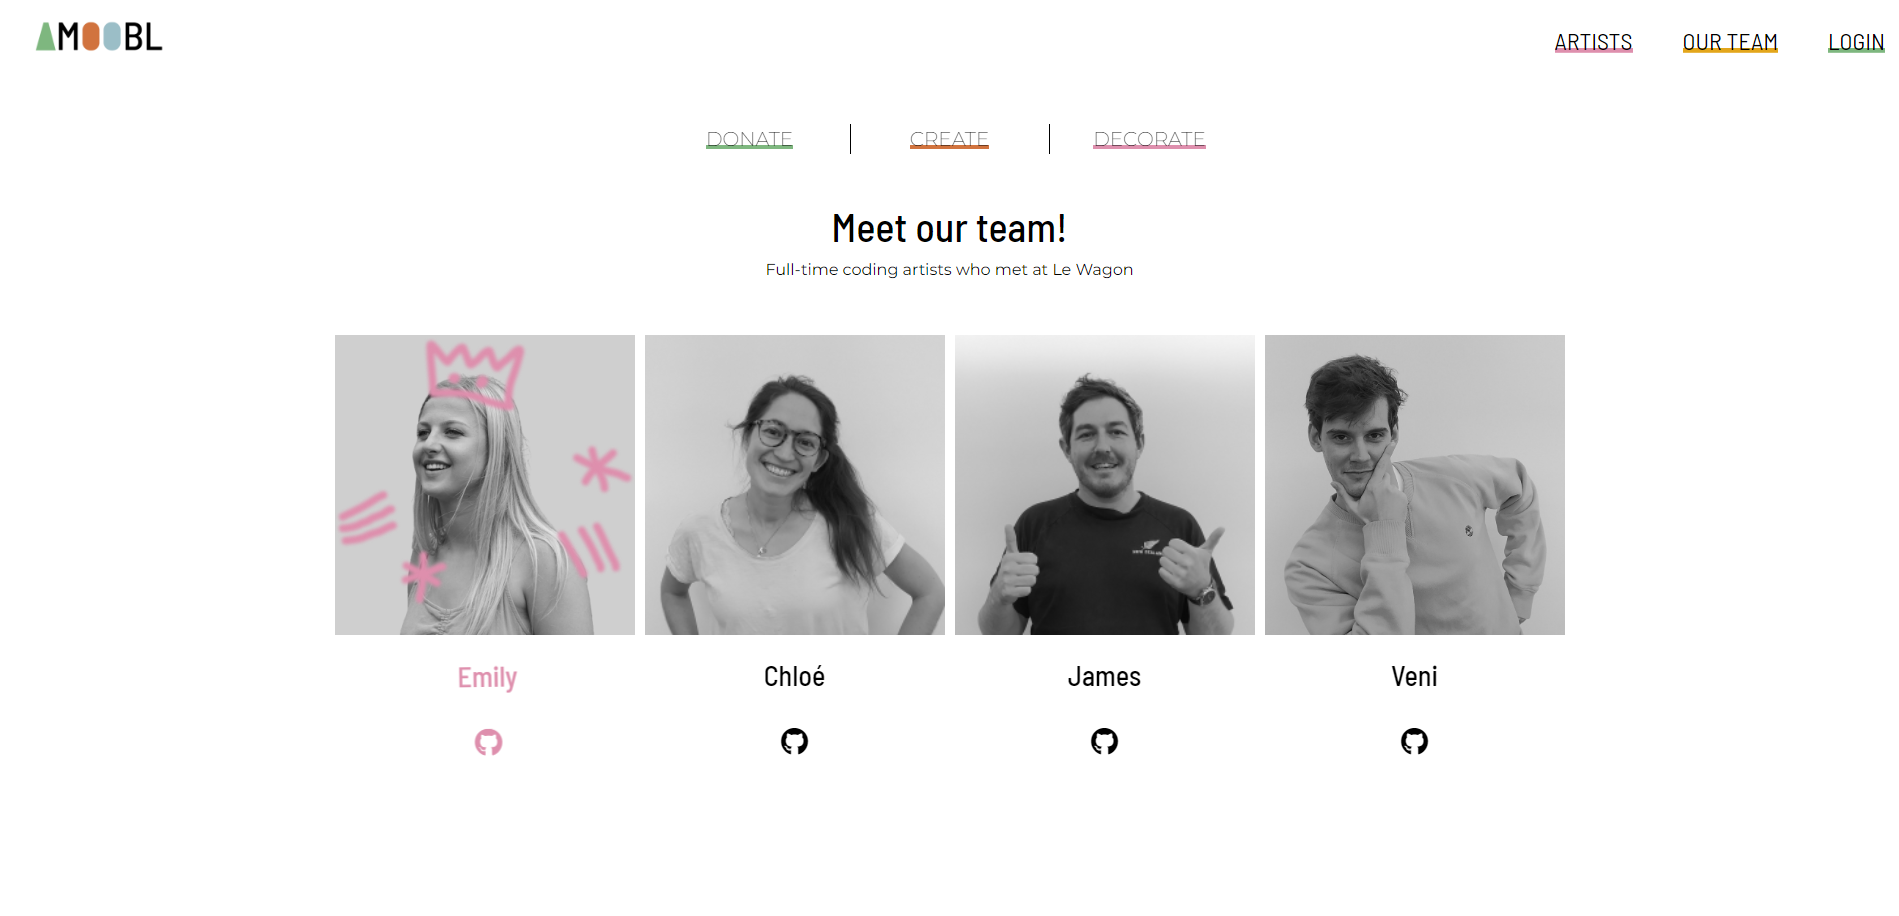 AMOOBL
ARTISTS OUR TEAM LOGIN
DONATE CREATE DECORATE
Meet our team!
Full-time coding artists who met at Le Wagon
Emily Chloé James Veni